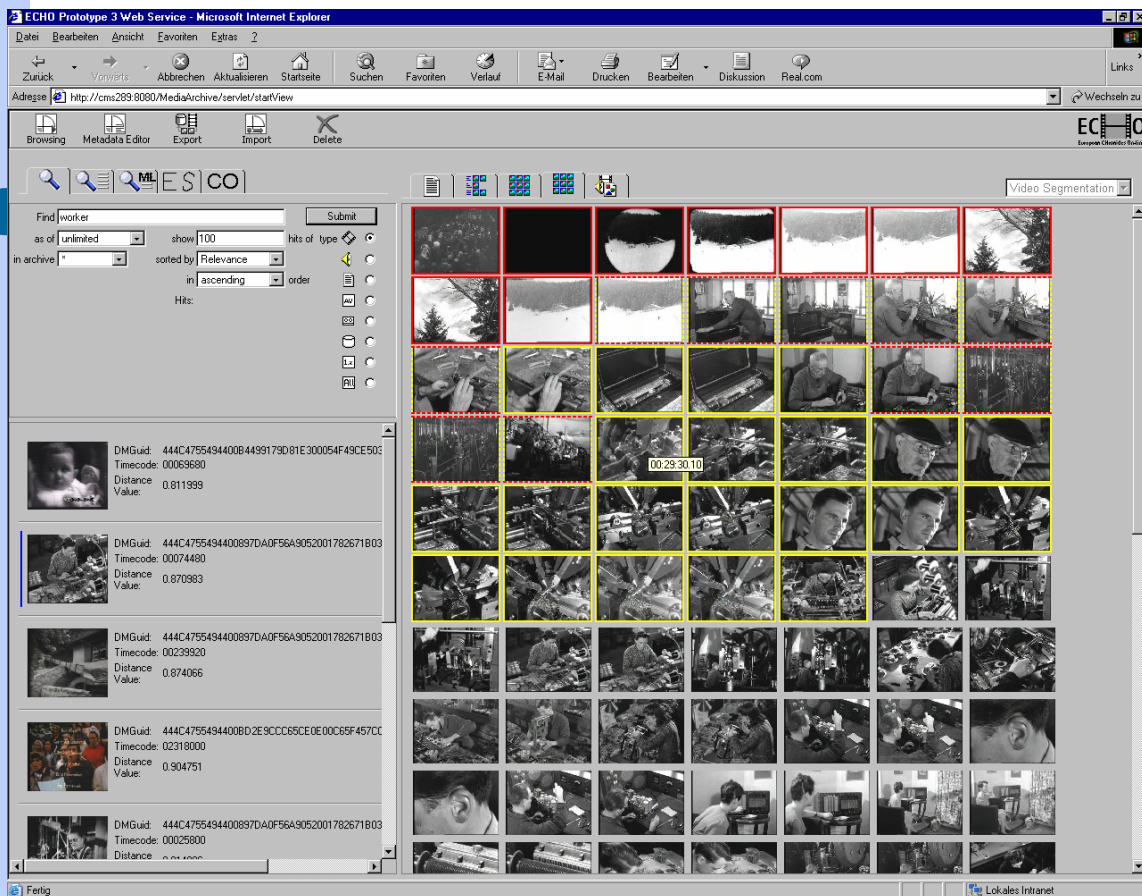 ECHO Prototype 3 Web Service - Microsoft Internet Explorer
Datei Bearbeiten Ansicht Favoriten Extras ?
Zurück Vorwärts Abbrechen Aktualisieren Startseite Suchen Favoriten Verlauf E-Mail Drucken Bearbeiten Diskussion Real.com Links
Adresse http://cms289:8080/MediaArchive/servlet/startView Wechseln zu
Browsing Metadata Editor Export Import Delete
ECHO
ML ES CO
Video Segmentation
Find worker Submit
as of unlimited show 100 hits of type
in archive * sorted by Relevance
in ascending order
Hits:
AV
1.x
All
00:29:30.10
DMGuid: 444C4755494400B4499179D81E300054F49CE503
Timecode: 00069680
Distance
Value: 0.811999
DMGuid: 444C4755494400897DA0F56A9052001782671B03
Timecode: 00074480
Distance
Value: 0.870983
DMGuid: 444C4755494400897DA0F56A9052001782671B03
Timecode: 00239920
Distance
Value: 0.874066
DMGuid: 444C4755494400BD2E9CCC65CE0E00C65F457CC
Timecode: 02318000
Distance
Value: 0.904751
DMGuid: 444C4755494400897DA0F56A9052001782671B03
Timecode: 00025800
Distance
Fertig Lokales Intranet